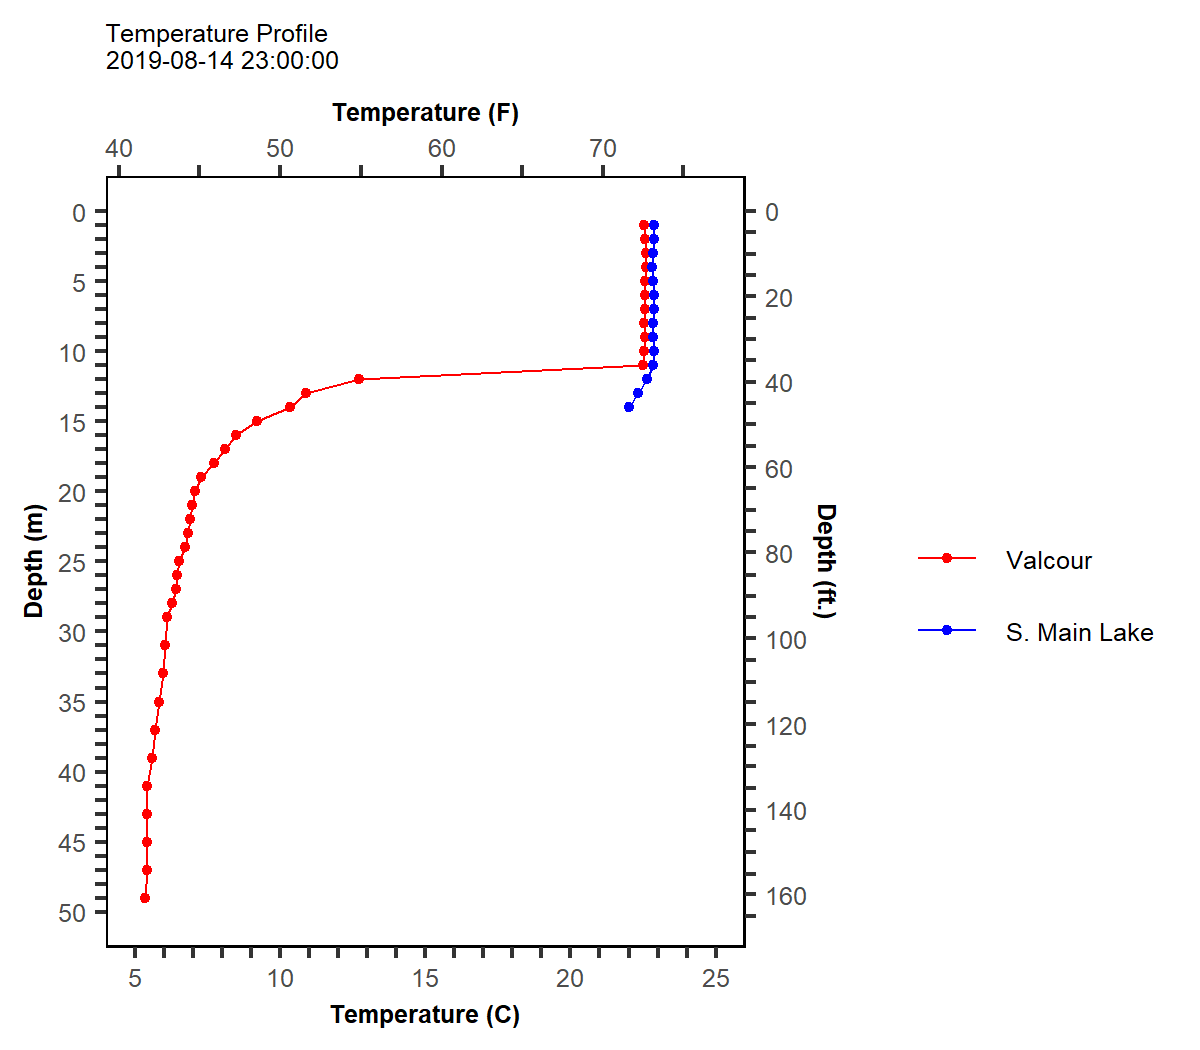 Temperature Profile
2019-08-14 23:00:00
Temperature (F)
40 50 60 70
0
5
10
15
20
25
30
35
40
45
50
Depth (m)
0
20
40
60
80
100
120
140
160
Depth (ft.)
5 10 15 20 25
Temperature (C)
Valcour
S. Main Lake